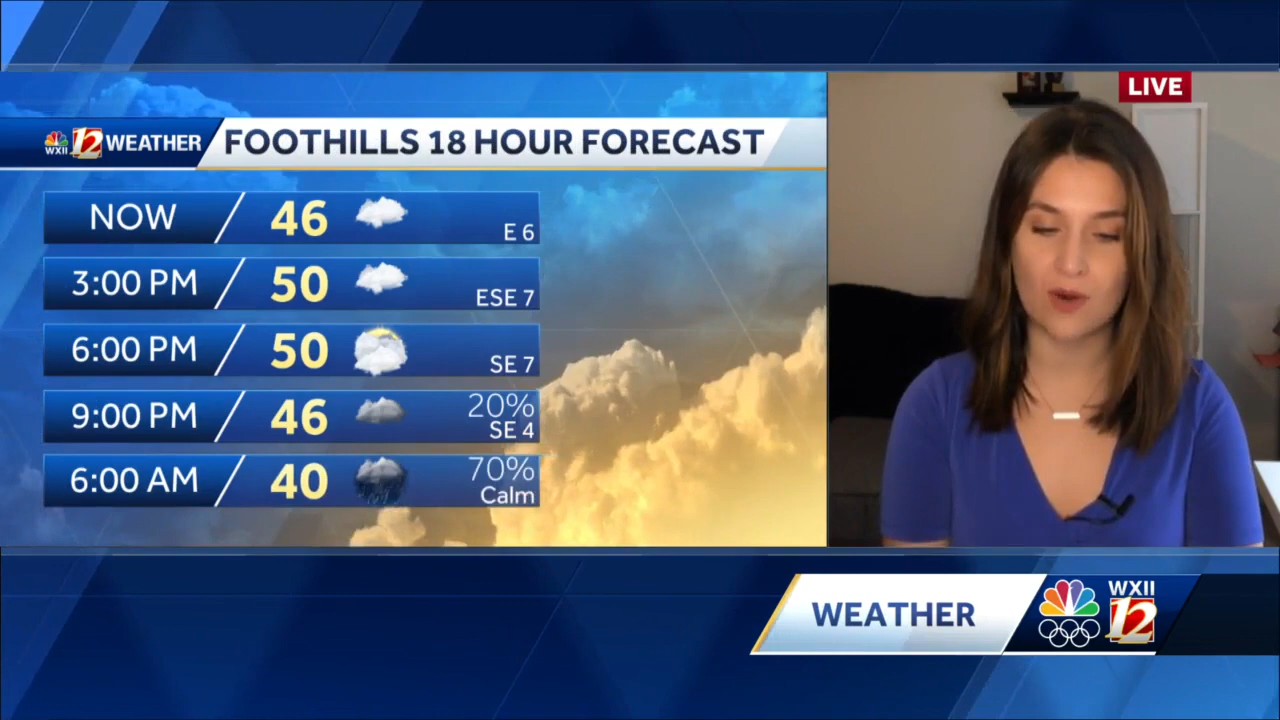 LIVE
WXII 12 WEATHER
FOOTHILLS 18 HOUR FORECAST
NOW 46 E 6
3:00 PM 50 ESE 7
6:00 PM 50 SE 7
9:00 PM 46 20% SE 4
6:00 AM 40 70% Calm
WEATHER
WXII
12